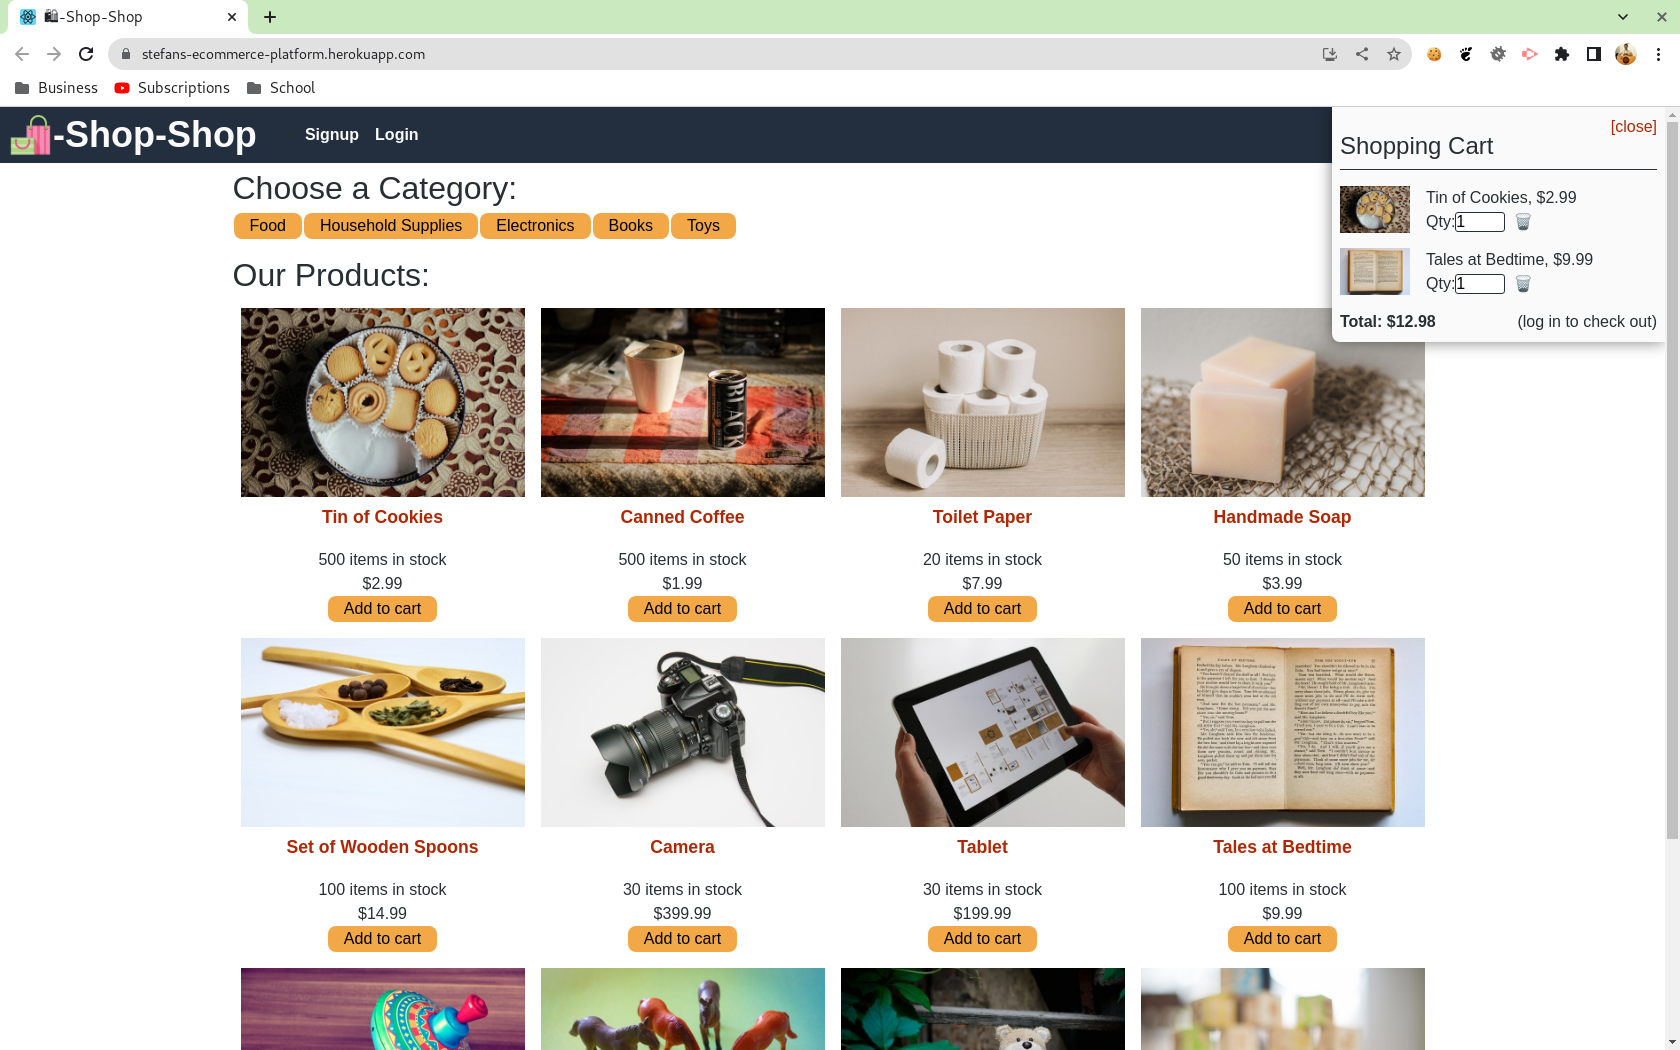 -Shop-Shop
stefans-ecommerce-platform.herokuapp.com
Business Subscriptions School
-Shop-Shop Signup Login
[close]
Shopping Cart
Tin of Cookies, $2.99
Qty:1
Tales at Bedtime, $9.99
Qty:1
Total: $12.98 (log in to check out)
Choose a Category:
Food Household Supplies Electronics Books Toys
Our Products:
BLACK
Tin of Cookies Canned Coffee Toilet Paper Handmade Soap
500 items in stock 500 items in stock 20 items in stock 50 items in stock
$2.99 $1.99 $7.99 $3.99
Add to cart Add to cart Add to cart Add to cart
Set of Wooden Spoons Camera Tablet Tales at Bedtime
100 items in stock 30 items in stock 30 items in stock 100 items in stock
$14.99 $399.99 $199.99 $9.99
Add to cart Add to cart Add to cart Add to cart